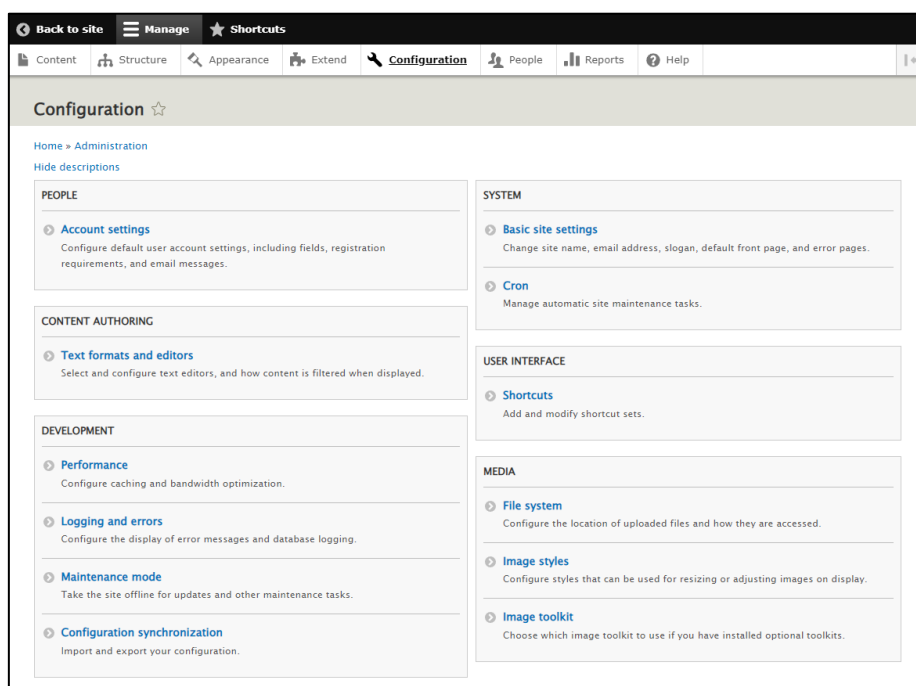 Back to site Manage Shortcuts
Content Structure Appearance Extend Configuration People Reports Help
Configuration
Home » Administration
Hide descriptions
PEOPLE
Account settings
Configure default user account settings, including fields, registration
requirements, and email messages.
CONTENT AUTHORING
Text formats and editors
Select and configure text editors, and how content is filtered when displayed.
DEVELOPMENT
Performance
Configure caching and bandwidth optimization.
Logging and errors
Configure the display of error messages and database logging.
Maintenance mode
Take the site offline for updates and other maintenance tasks.
Configuration synchronization
Import and export your configuration.
SYSTEM
Basic site settings
Change site name, email address, slogan, default front page, and error pages.
Cron
Manage automatic site maintenance tasks.
USER INTERFACE
Shortcuts
Add and modify shortcut sets.
MEDIA
File system
Configure the location of uploaded files and how they are accessed.
Image styles
Configure styles that can be used for resizing or adjusting images on display.
Image toolkit
Choose which image toolkit to use if you have installed optional toolkits.